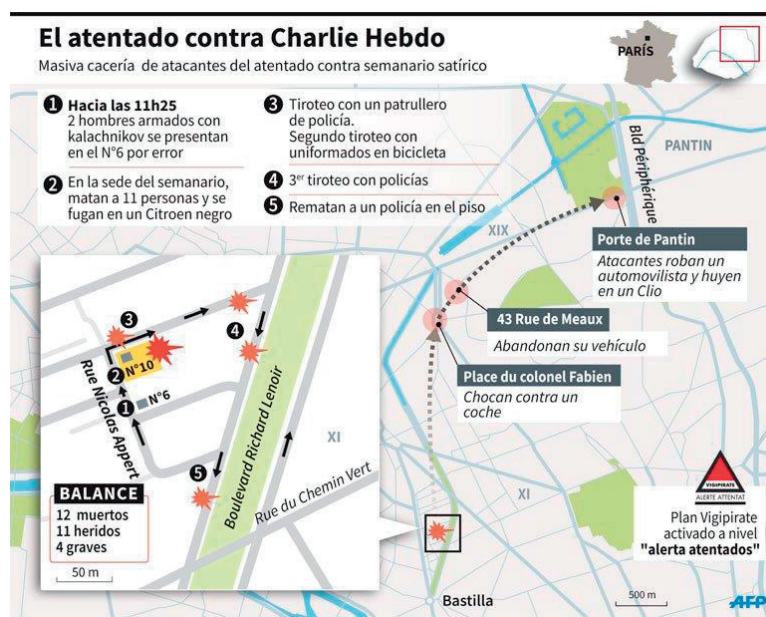 El atentado contra Charlie Hebdo
Masiva cacería de atacantes del atentado contra semanario satírico
PARÍS
1 Hacia las 11h25
2 hombres armados con
kalachnikov se presentan
en el N°6 por error
2 En la sede del semanario,
matan a 11 personas y se
fugan en un Citroen negro
3 Tiroteo con un patrullero
de policía.
Segundo tiroteo con
uniformados en bicicleta
4 3er tiroteo con policías
5 Rematan a un policía en el piso
Bld Périphérique
PANTIN
XIX
Porte de Pantin
Atacantes roban un
automovilista y huyen
en un Clio
43 Rue de Meaux
Abandonan su vehículo
Place du colonel Fabien
Chocan contra un
coche
3
4
2
N°10
1
N°6
5
Rue Nicolas Appert
Boulevard Richard Lenoir
XI
Rue du Chemin Vert
BALANCE
12 muertos
11 heridos
4 graves
50 m
XI
VIGIPIRATE
ALERTE ATTENTAT
Plan Vigipirate
activado a nivel
"alerta atentados"
Bastilla
500 m
AFP